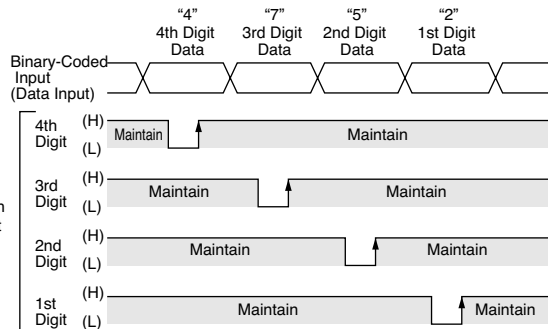 “4” “7” “5” “2”
4th Digit 3rd Digit 2nd Digit 1st Digit
Data Data Data Data
Binary-Coded
Input
(Data Input)
4th
Digit
(H)
(L)
Maintain
Maintain
3rd
Digit
(H)
(L)
Maintain
Maintain
2nd
Digit
(H)
(L)
Maintain
Maintain
1st
Digit
(H)
(L)
Maintain
Maintain